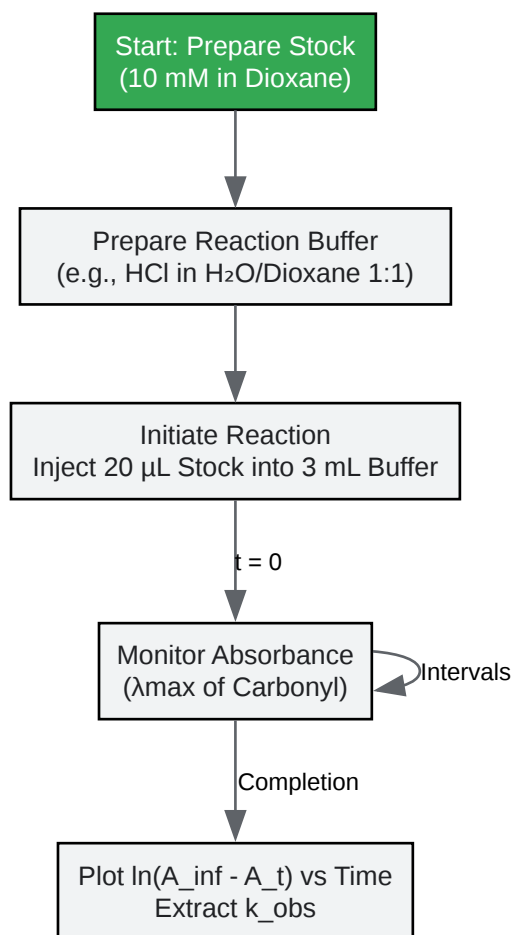 Start: Prepare Stock
(10 mM in Dioxane)
Prepare Reaction Buffer
(e.g., HCl in H₂O/Dioxane 1:1)
Initiate Reaction
Inject 20 µL Stock into 3 mL Buffer
t = 0
Monitor Absorbance
(λmax of Carbonyl)
Intervals
Completion
Plot ln(A_inf - A_t) vs Time
Extract k_obs